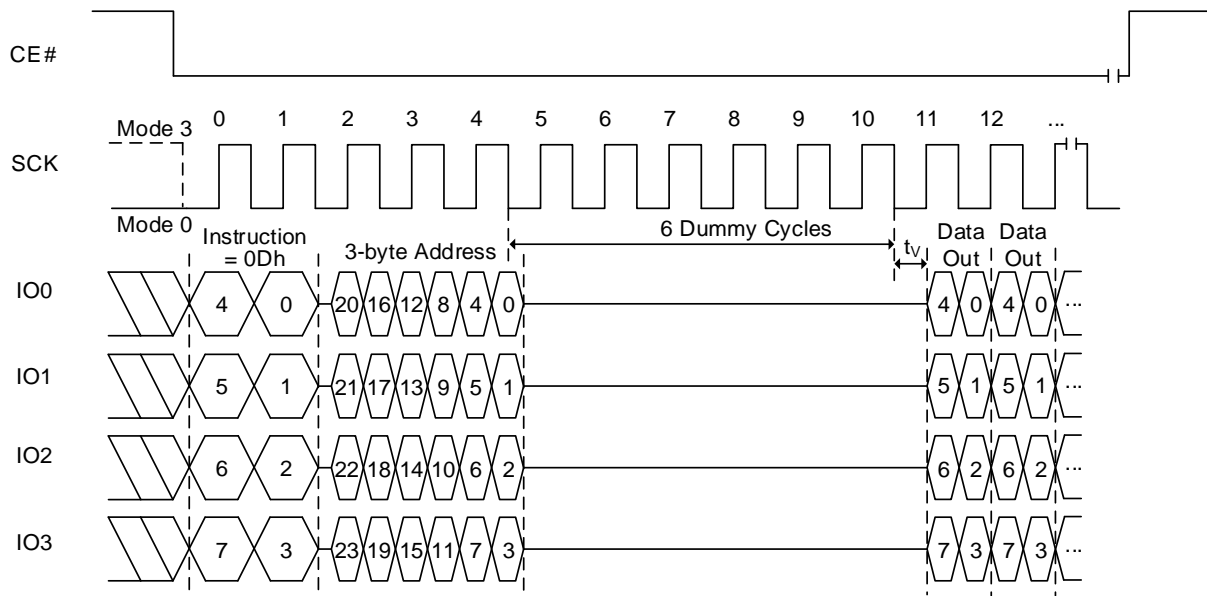 CE#
0 1 2 3 4 5 6 7 8 9 10 11 12 ...
Mode 3
SCK
Mode 0
Instruction
= 0Dh
3-byte Address
6 Dummy Cycles
tV
Data
Out
Data
Out
IO0 4 0 20 16 12 8 4 0 4 0 4 0 ...
IO1 5 1 21 17 13 9 5 1 5 1 5 1 ...
IO2 6 2 22 18 14 10 6 2 6 2 6 2 ...
IO3 7 3 23 19 15 11 7 3 7 3 7 3 ...